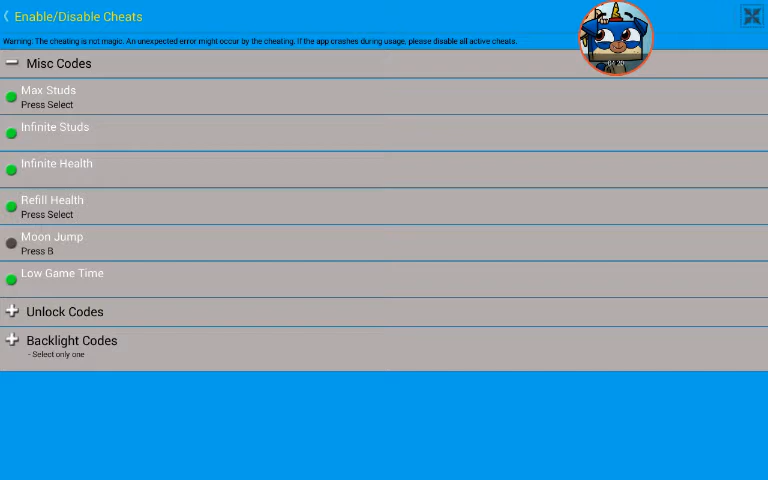 Enable/Disable Cheats
Warning: The cheating is not magic. An unexpected error might occur by the cheating. If the app crashes during usage, please disable all active cheats.
Misc Codes
Max Studs
Press Select
Infinite Studs
Infinite Health
Refill Health
Press Select
Moon Jump
Press B
Low Game Time
Unlock Codes
Backlight Codes
- Select only one
04:20